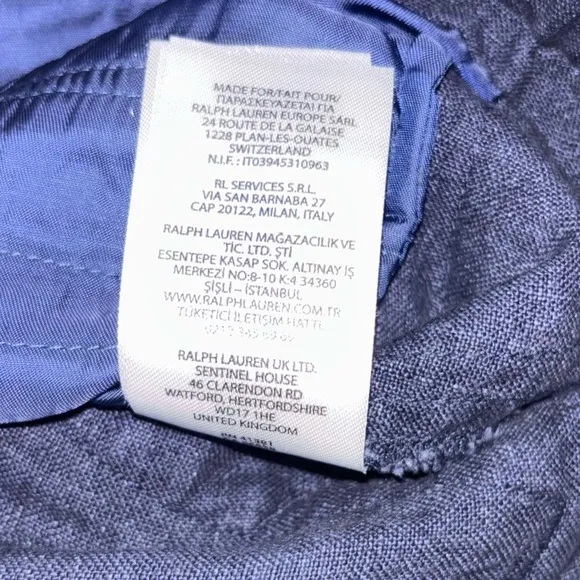 MADE FOR/FAIT POUR/
ΠΑΡΑΣΚΕΥΑΖΕΤΑΙ ΓΙΑ
RALPH LAUREN EUROPE SÀRL
24 ROUTE DE LA GALAISE
1228 PLAN-LES-OUATES
SWITZERLAND
N.I.F. : IT03945310963
RL SERVICES S.R.L.
VIA SAN BARNABA 27
CAP 20122, MILAN, ITALY
RALPH LAUREN MAĞAZACILIK VE
TİC. LTD. ŞTİ
ESENTEPE KASAP SOK. ALTINAY İŞ
MERKEZİ NO:8-10 K:4 34360
ŞİŞLİ – İSTANBUL
WWW.RALPHLAUREN.COM.TR
TÜKETİCİ İLETİŞİM HATTI
RALPH LAUREN UK LTD.
SENTINEL HOUSE
46 CLARENDON RD
WATFORD, HERTFORDSHIRE
WD17 1HE
UNITED KINGDOM
RN 41381